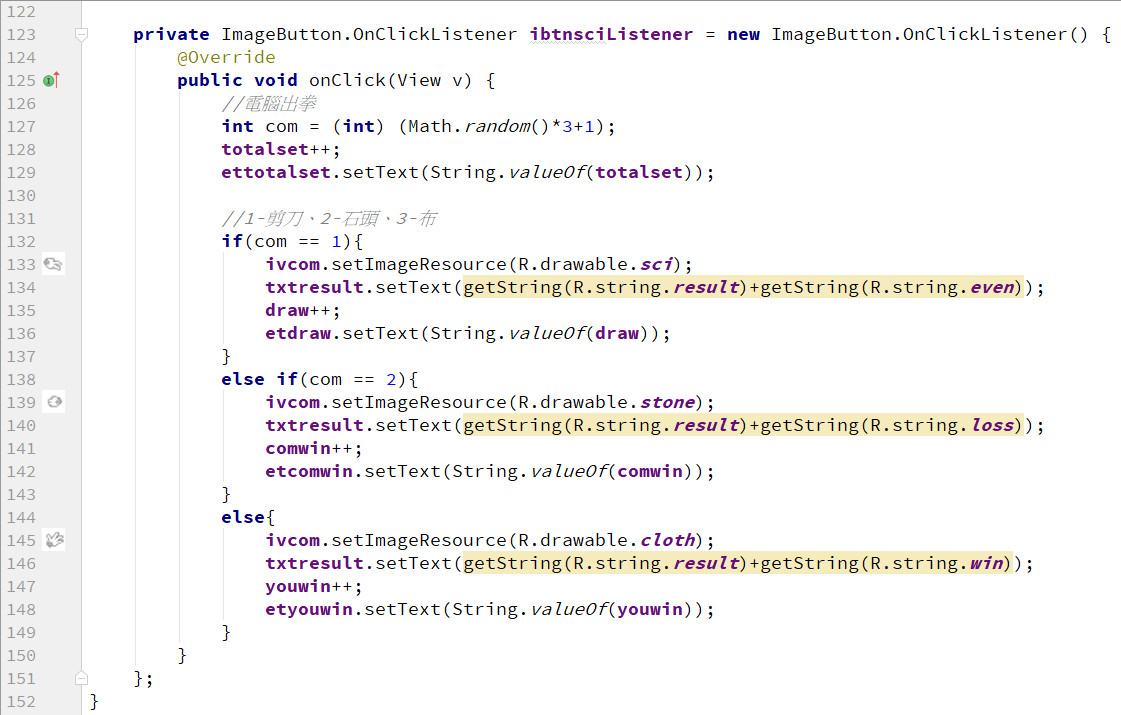 122
123 private ImageButton.OnClickListener ibtnsciListener = new ImageButton.OnClickListener() {
124 @Override
125 public void onClick(View v) {
126 //電腦出拳
127 int com = (int) (Math.random()*3+1);
128 totalset++;
129 ettotalset.setText(String.valueOf(totalset));
130
131 //1-剪刀、2-石頭、3-布
132 if(com == 1){
133 ivcom.setImageResource(R.drawable.sci);
134 txtresult.setText(getString(R.string.result)+getString(R.string.even));
135 draw++;
136 etdraw.setText(String.valueOf(draw));
137 }
138 else if(com == 2){
139 ivcom.setImageResource(R.drawable.stone);
140 txtresult.setText(getString(R.string.result)+getString(R.string.loss));
141 comwin++;
142 etcomwin.setText(String.valueOf(comwin));
143 }
144 else{
145 ivcom.setImageResource(R.drawable.cloth);
146 txtresult.setText(getString(R.string.result)+getString(R.string.win));
147 youwin++;
148 etyouwin.setText(String.valueOf(youwin));
149 }
150 }
151 };
152 }